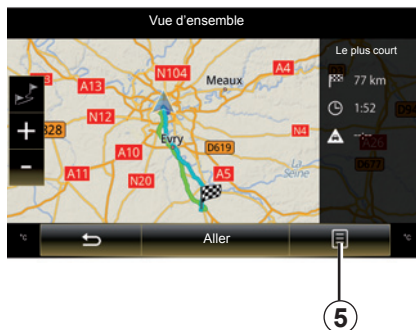 Vue d'ensemble
Le plus court
77 km
1:52
--:--
N104
A4
Meaux
A13
N12
Evry
D619
N4
A10
A26
A11
N20
A5
La Seine
D677
+
-
°C
Aller
°C
5